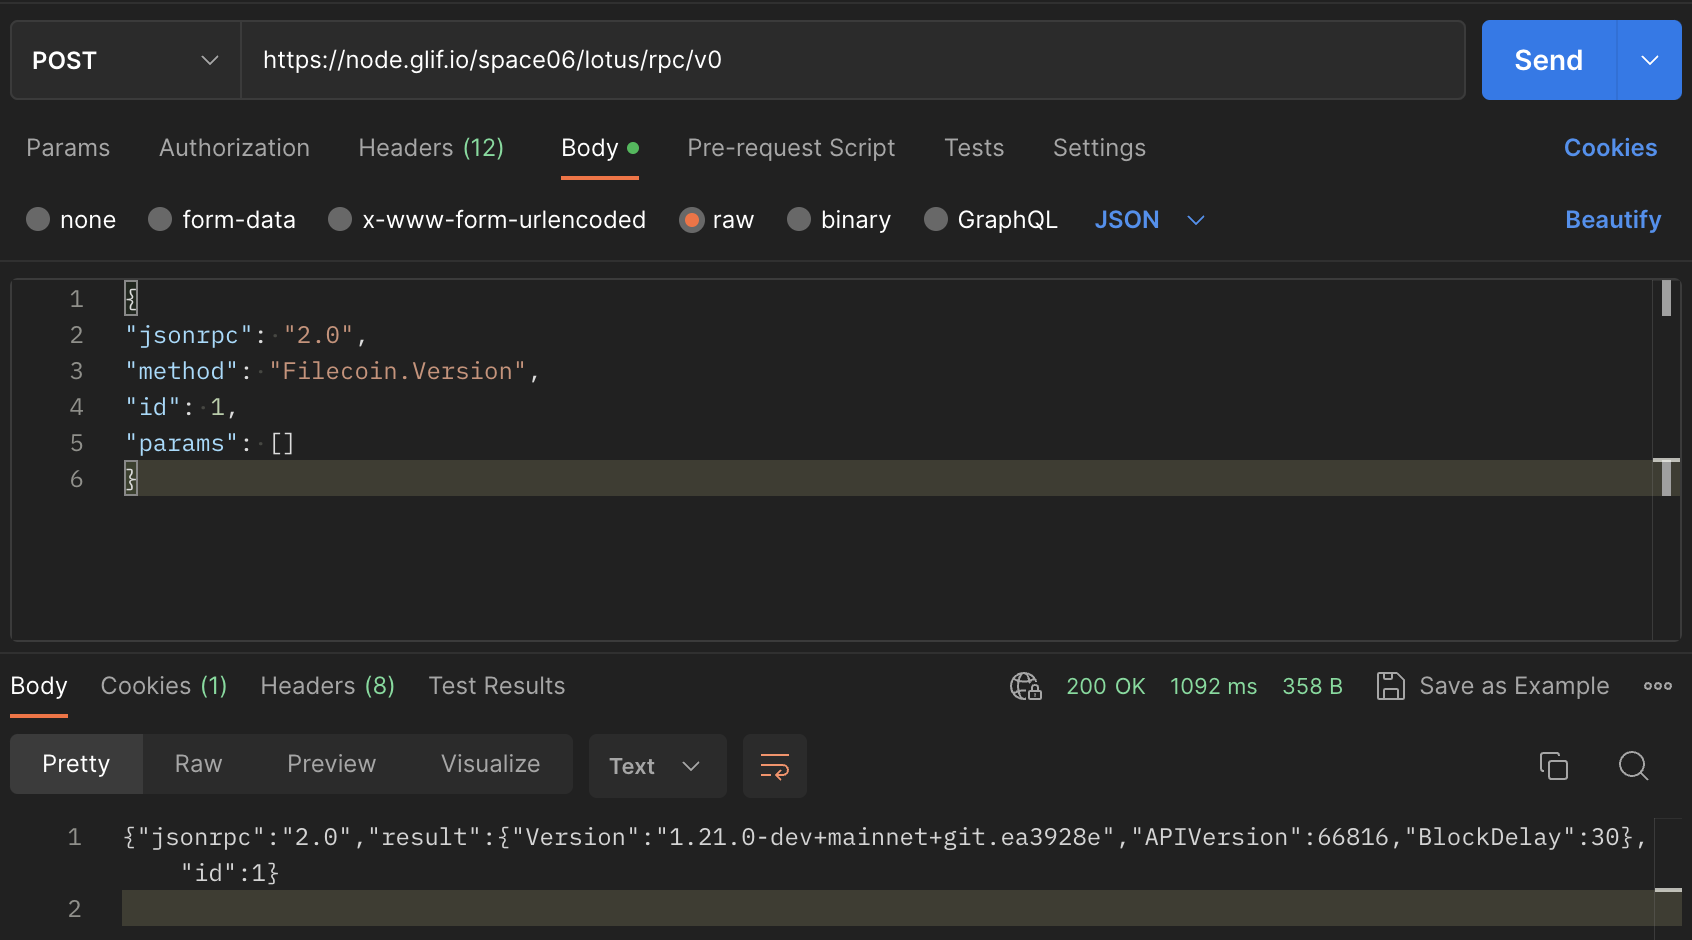 POST https://node.glif.io/space06/lotus/rpc/v0 Send
Params Authorization Headers (12) Body Pre-request Script Tests Settings Cookies
none form-data x-www-form-urlencoded raw binary GraphQL JSON Beautify
1 {
2 "jsonrpc": "2.0",
3 "method": "Filecoin.Version",
4 "id": 1,
5 "params": []
6 }
Body Cookies (1) Headers (8) Test Results 200 OK 1092 ms 358 B Save as Example
Pretty Raw Preview Visualize Text
1 {"jsonrpc":"2.0","result":{"Version":"1.21.0-dev+mainnet+git.ea3928e","APIVersion":66816,"BlockDelay":30},
"id":1}
2